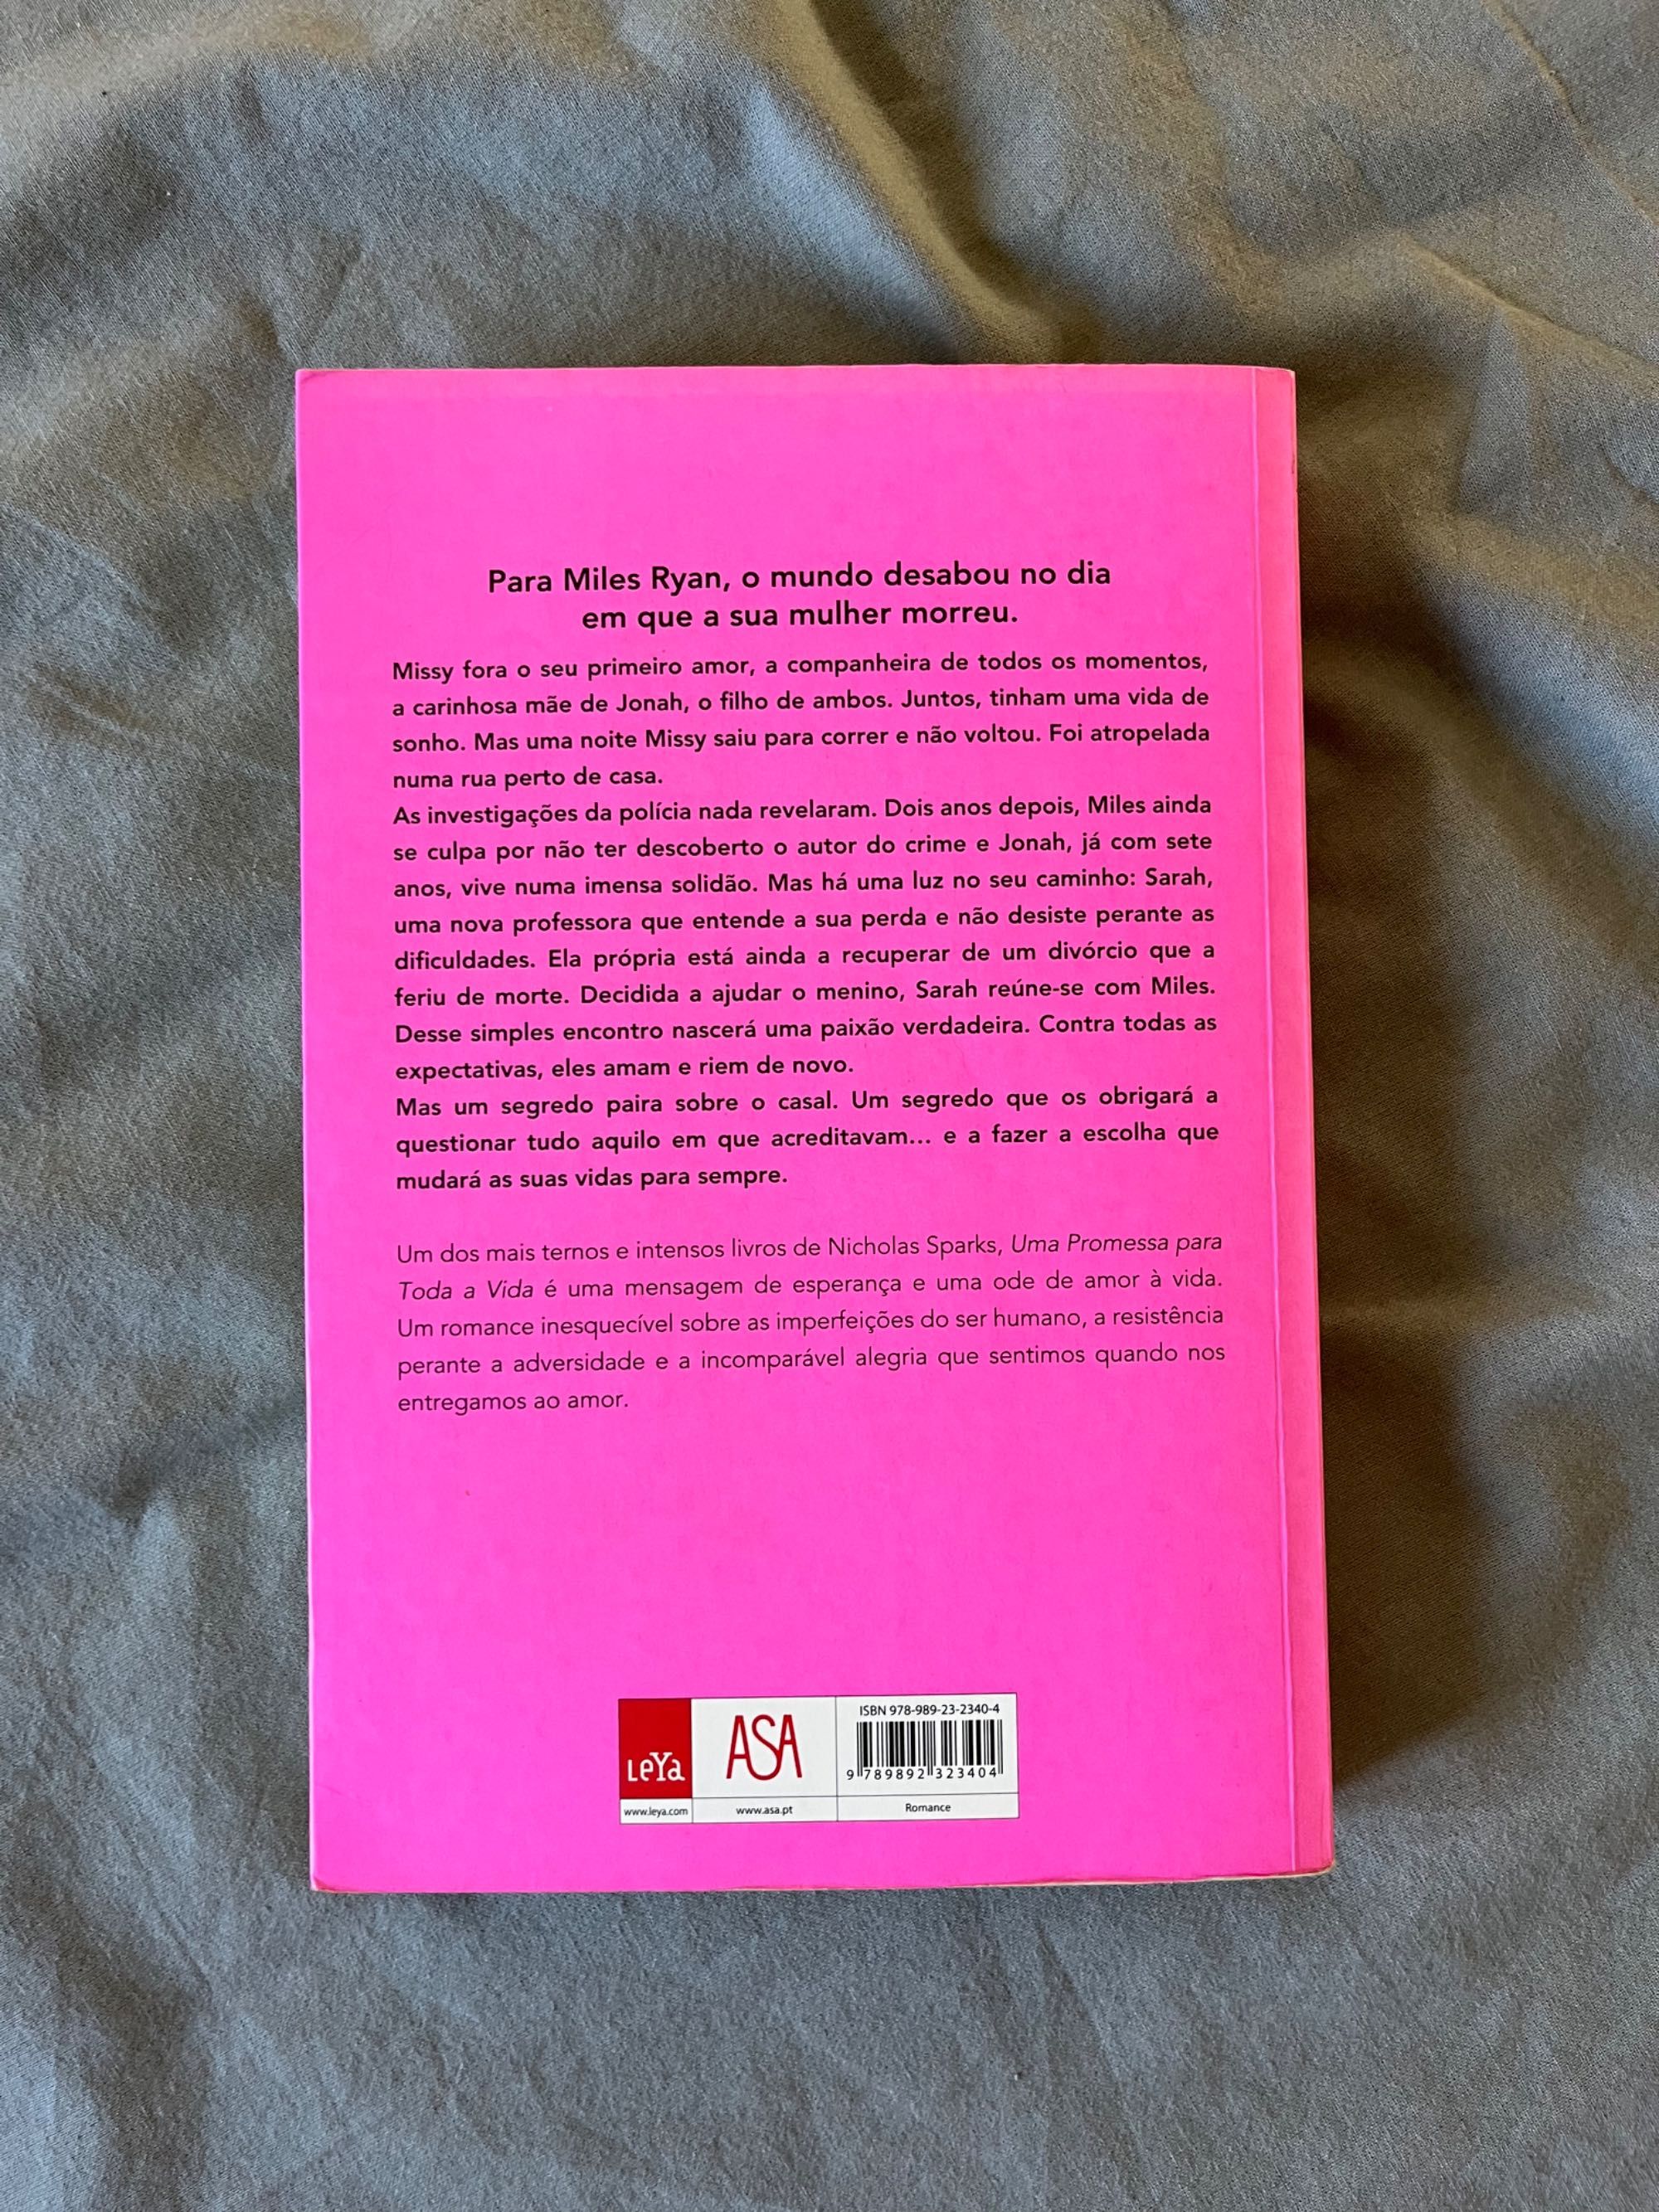 Para Miles Ryan, o mundo desabou no dia
em que a sua mulher morreu.
Missy fora o seu primeiro amor, a companheira de todos os momentos,
a carinhosa mãe de Jonah, o filho de ambos. Juntos, tinham uma vida de
sonho. Mas uma noite Missy saiu para correr e não voltou. Foi atropelada
numa rua perto de casa.
As investigações da polícia nada revelaram. Dois anos depois, Miles ainda
se culpa por não ter descoberto o autor do crime e Jonah, já com sete
anos, vive numa imensa solidão. Mas há uma luz no seu caminho: Sarah,
uma nova professora que entende a sua perda e não desiste perante as
dificuldades. Ela própria está ainda a recuperar de um divórcio que a
feriu de morte. Decidida a ajudar o menino, Sarah reúne-se com Miles.
Desse simples encontro nascerá uma paixão verdadeira. Contra todas as
expectativas, eles amam e riem de novo.
Mas um segredo paira sobre o casal. Um segredo que os obrigará a
questionar tudo aquilo em que acreditavam... e a fazer a escolha que
mudará as suas vidas para sempre.
Um dos mais ternos e intensos livros de Nicholas Sparks, Uma Promessa para
Toda a Vida é uma mensagem de esperança e uma ode de amor à vida.
Um romance inesquecível sobre as imperfeições do ser humano, a resistência
perante a adversidade e a incomparável alegria que sentimos quando nos
entregamos ao amor.
LeYa
www.leya.com
ASA
www.asa.pt
ISBN 978-989-23-2340-4
9 789892 323404
Romance